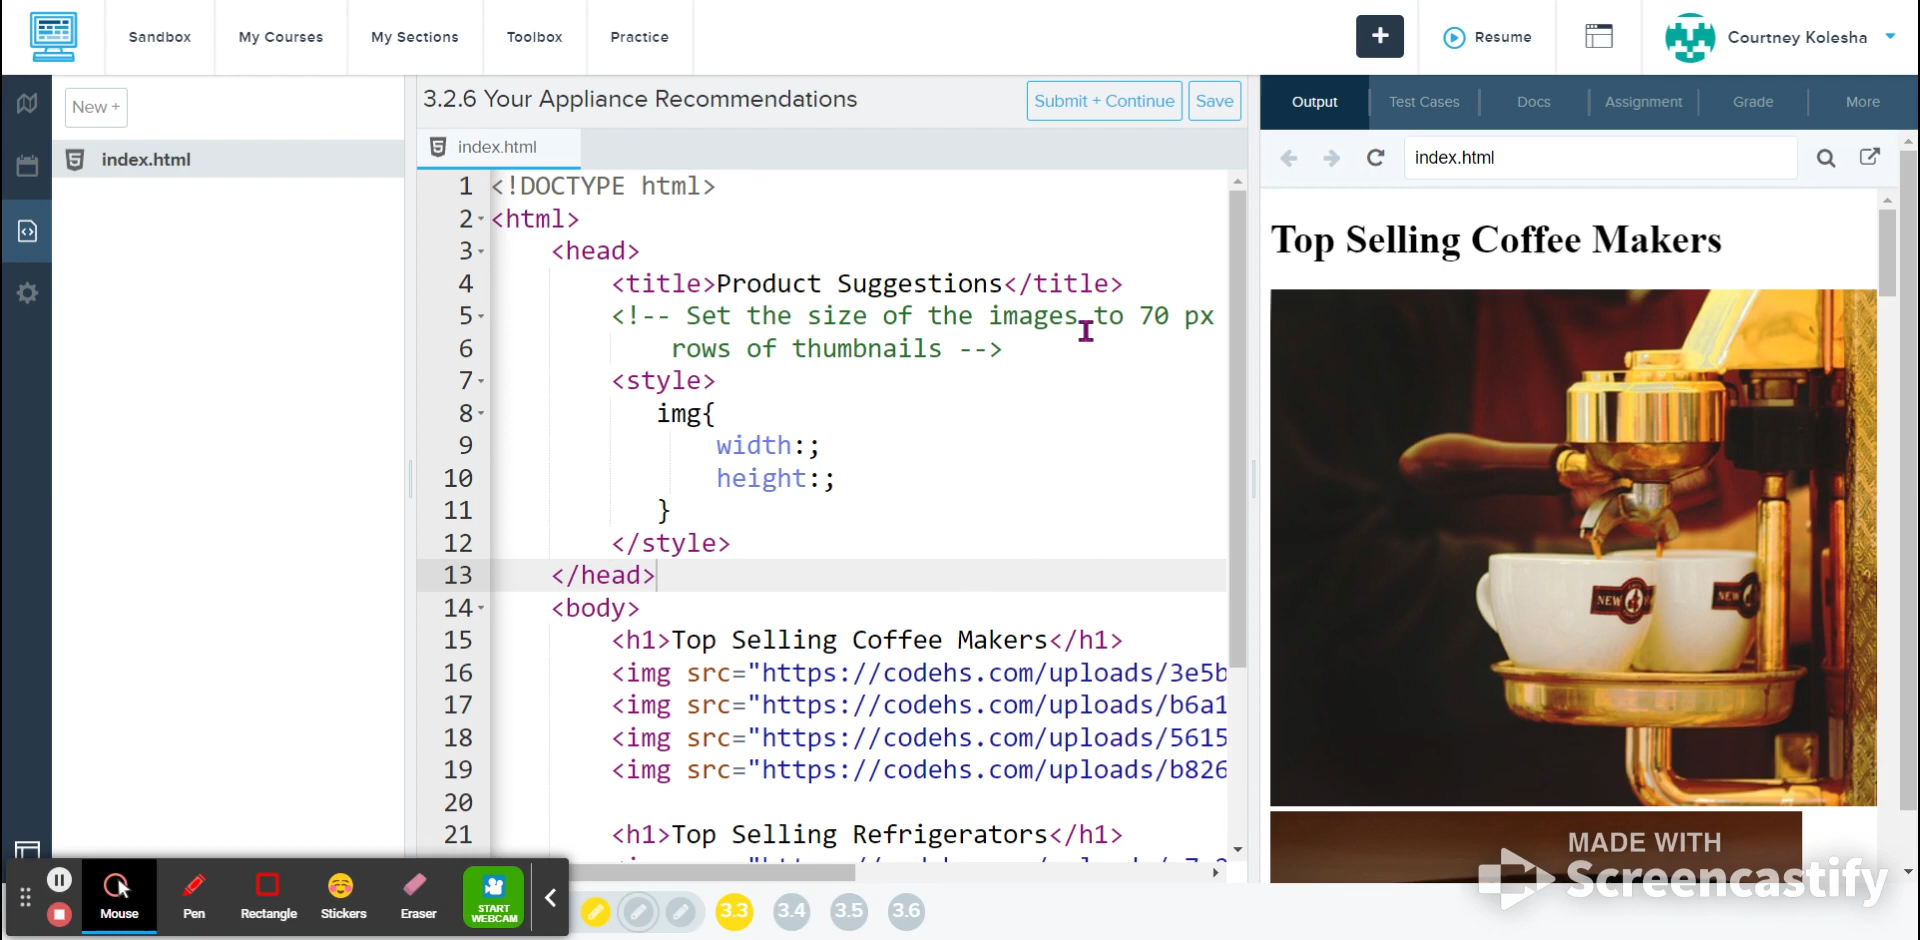 Sandbox
My Courses
My Sections
Toolbox
Practice
+
Resume
Courtney Kolesha
New +
index.html
3.2.6 Your Appliance Recommendations
Submit + Continue
Save
Output
Test Cases
Docs
Assignment
Grade
More
index.html
index.html
1 <!DOCTYPE html>
2 <html>
3 <head>
4 <title>Product Suggestions</title>
5 <!-- Set the size of the images to 70 px
6 rows of thumbnails -->
7 <style>
8 img{
9 width:;
10 height:;
11 }
12 </style>
13 </head>
14 <body>
15 <h1>Top Selling Coffee Makers</h1>
16 <img src="https://codehs.com/uploads/3e5b
17 <img src="https://codehs.com/uploads/b6a1
18 <img src="https://codehs.com/uploads/5615
19 <img src="https://codehs.com/uploads/b826
20
21 <h1>Top Selling Refrigerators</h1>
Top Selling Coffee Makers
NEW
NEW
MADE WITH
Screencastify
Mouse
Pen
Rectangle
Stickers
Eraser
START
WEBCAM
3.3
3.4
3.5
3.6